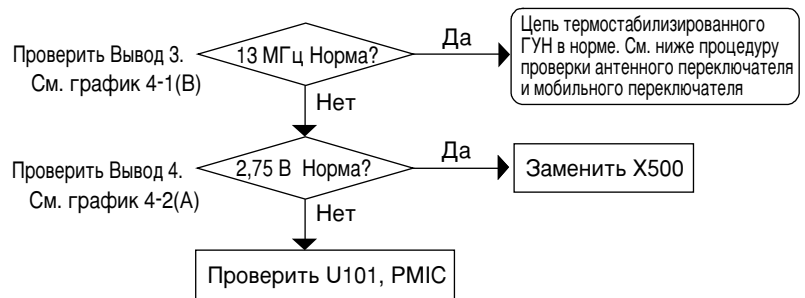 Проверить Вывод 3.
См. график 4-1(В)
13 МГц Норма?
Да
Цепь термостабилизированного
ГУН в норме. См. ниже процедуру
проверки антенного переключателя
и мобильного переключателя
Нет
Проверить Вывод 4.
См. график 4-2(А)
2,75 В Норма?
Да
Заменить X500
Нет
Проверить U101, PMIC